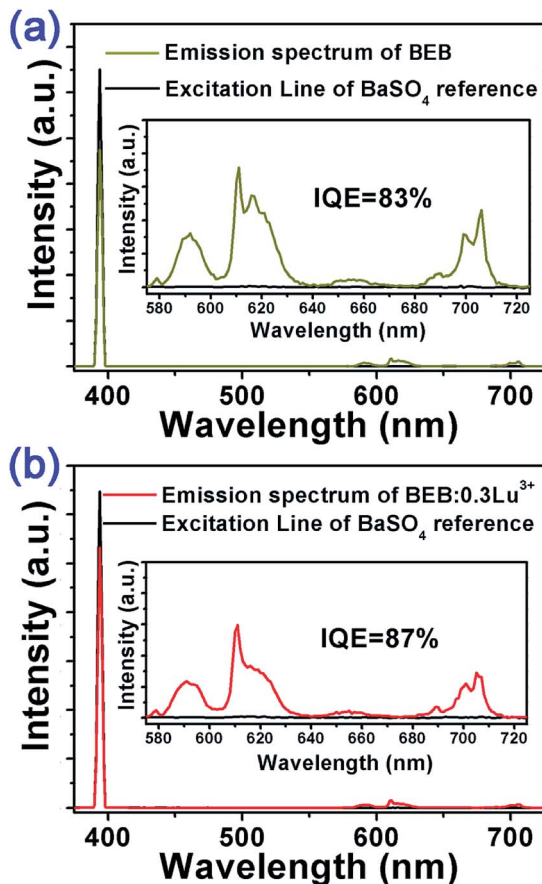 (a)
Emission spectrum of BEB
Excitation Line of BaSO₄ reference
Intensity (a.u.)
Intensity (a.u.)
IQE=83%
580 600 620 640 660 680 700 720
Wavelength (nm)
400 500 600 700
Wavelength (nm)
(b)
Emission spectrum of BEB:0.3Lu³⁺
Excitation Line of BaSO₄ reference
Intensity (a.u.)
Intensity (a.u.)
IQE=87%
580 600 620 640 660 680 700 720
Wavelength (nm)
400 500 600 700
Wavelength (nm)